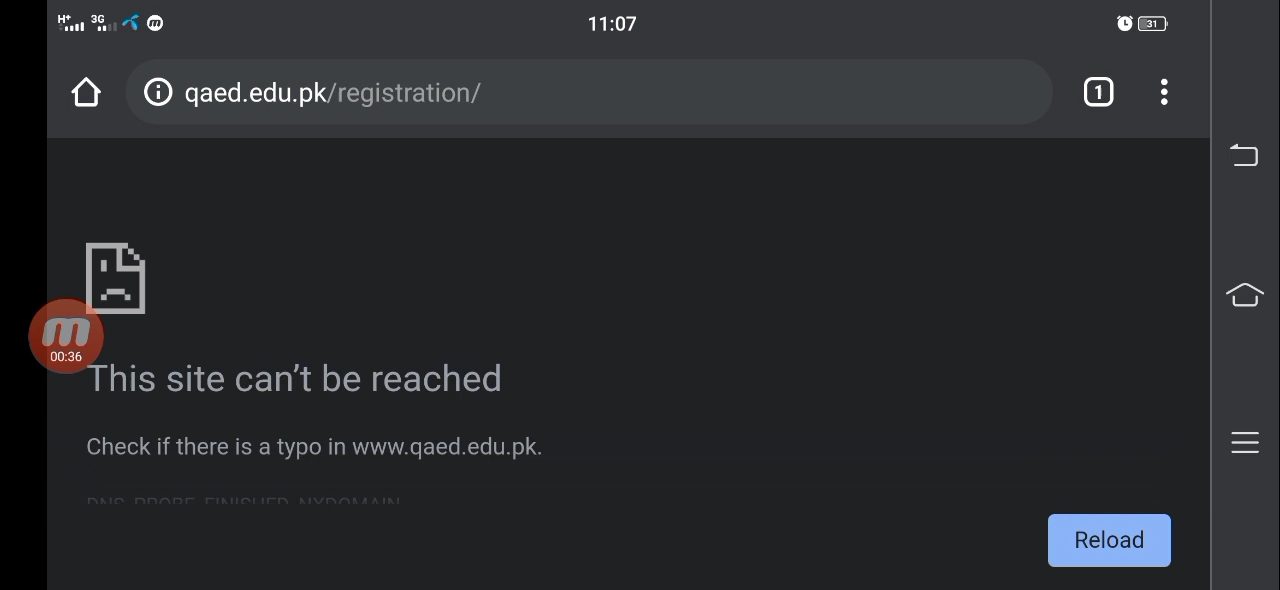 H+ 3G 11:07 31
qaed.edu.pk/registration/ 1
m
00:36
This site can't be reached
Check if there is a typo in www.qaed.edu.pk.
DNS_PROBE_FINISHED_NXDOMAIN
Reload